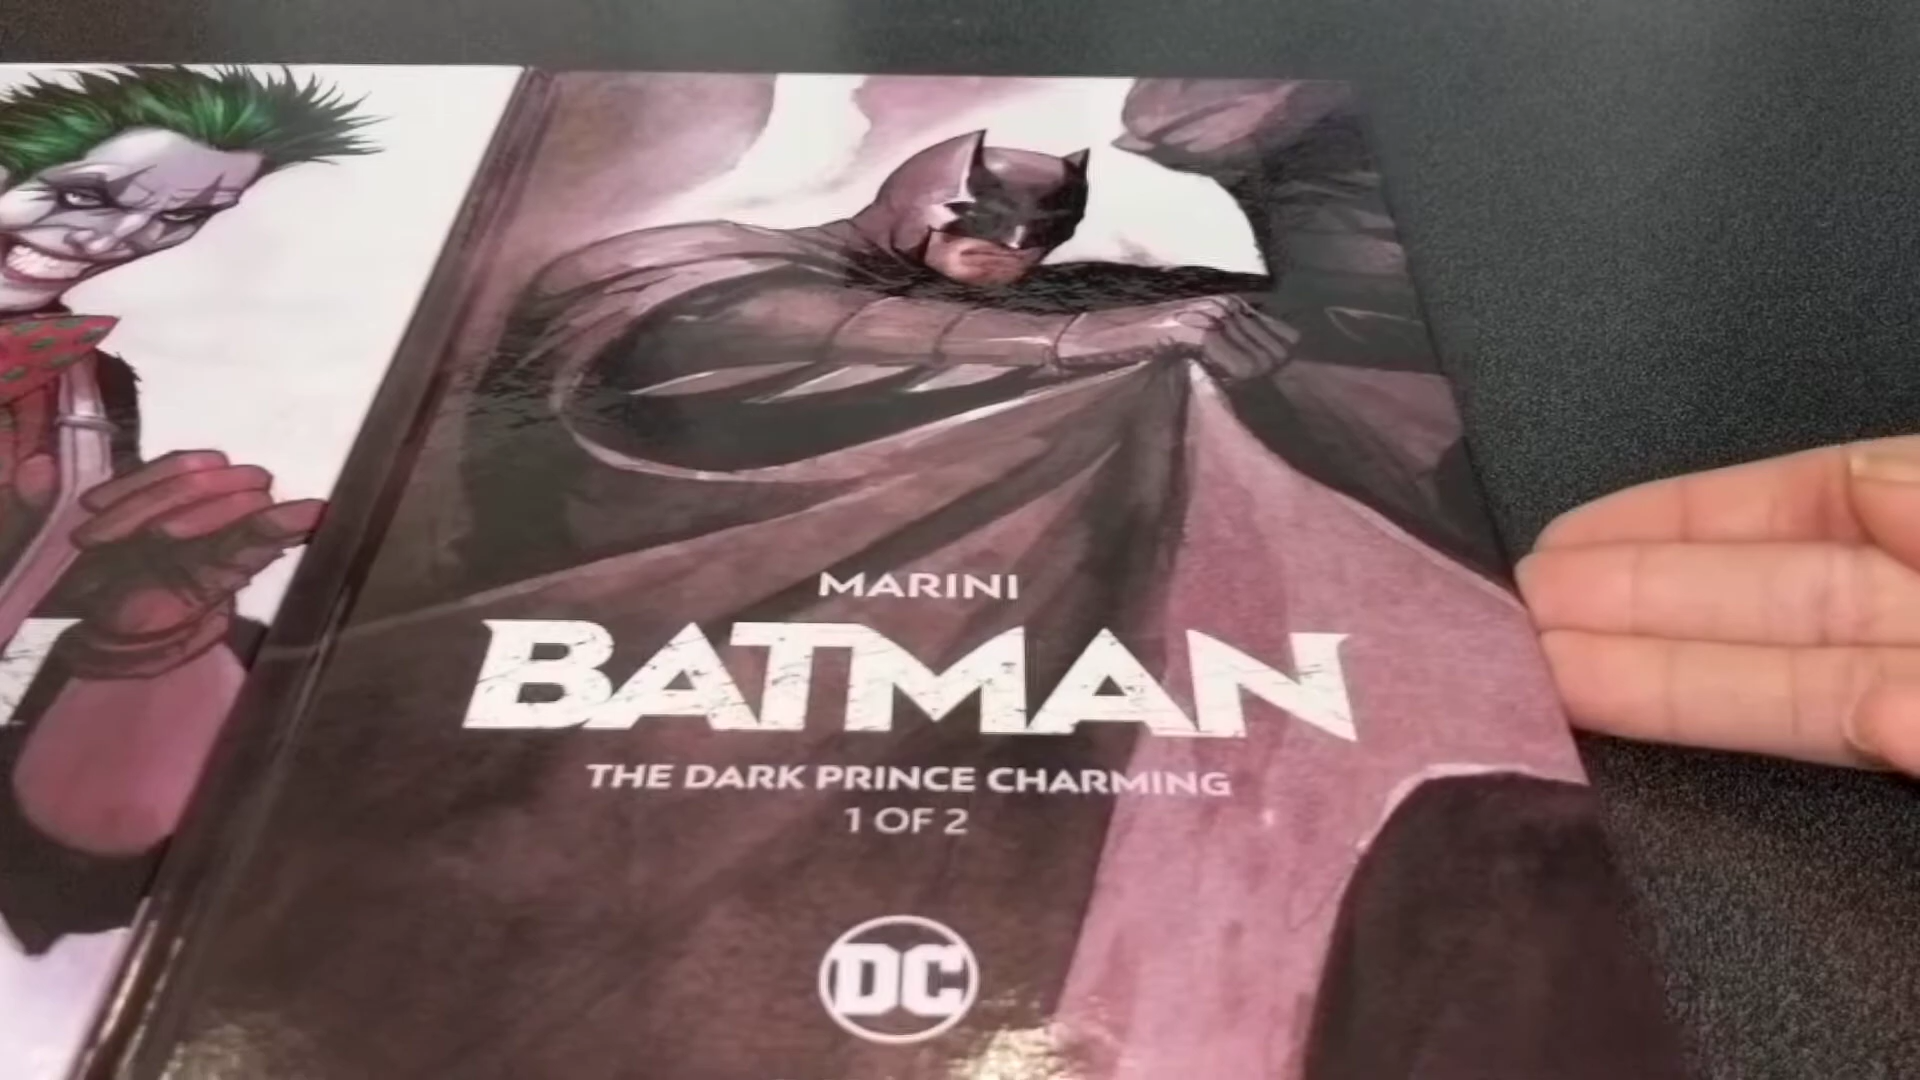 MARINI
BATMAN
THE DARK PRINCE CHARMING
1 OF 2
DC